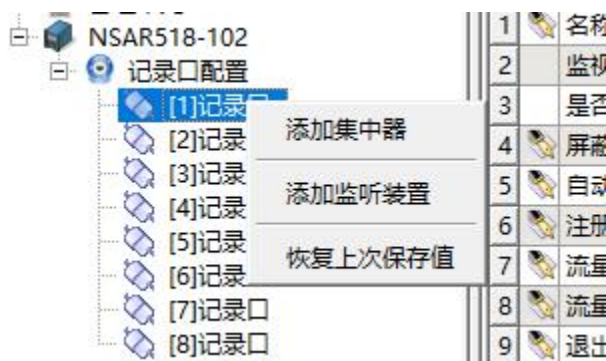 NSAR518-102
记录口配置
[1]记录口
[2]记录
[3]记录
[4]记录
[5]记录
[6]记录
[7]记录口
[8]记录口
添加集中器
添加监听装置
恢复上次保存值
1 名称
2 监视
3 是否
4 屏蔽
5 自动
6 注册
7 流量
8 流量
9 退出